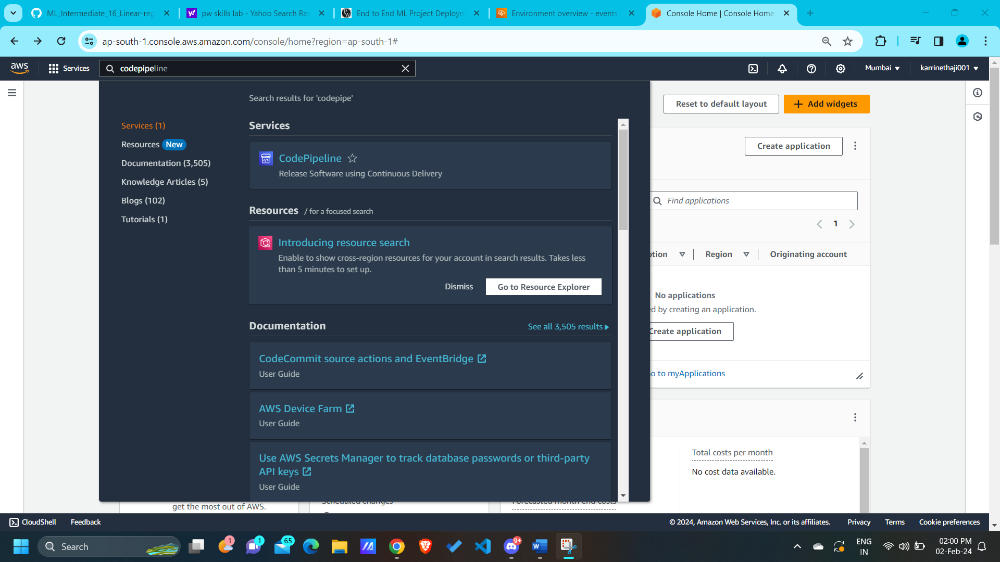 ML_Intermediate_16_Linear-reg
pw skills lab - Yahoo Search Res
End to End ML Project Deploym
Environment overview - events
Console Home | Console Home
ap-south-1.console.aws.amazon.com/console/home?region=ap-south-1#
aws
Services
codepipeline
Mumbai
karrinethaji001
Search results for 'codepipe'
Services (1)
Resources New
Documentation (3,505)
Knowledge Articles (5)
Blogs (102)
Tutorials (1)
Services
CodePipeline
Release Software using Continuous Delivery
Resources / for a focused search
Introducing resource search
Enable to show cross-region resources for your account in search results. Takes less
than 5 minutes to set up.
Dismiss
Go to Resource Explorer
Documentation
See all 3,505 results
CodeCommit source actions and EventBridge
User Guide
AWS Device Farm
User Guide
Use AWS Secrets Manager to track database passwords or third-party
API keys
User Guide
Reset to default layout
+ Add widgets
Create application
Find applications
1
ption
Region
Originating account
No applications
ed by creating an application.
Create application
o to myApplications
Total costs per month
No cost data available.
get the most out of AWS.
Scheduled changes
Forecasted month end costs
CloudShell
Feedback
© 2024, Amazon Web Services, Inc. or its affiliates.
Privacy
Terms
Cookie preferences
Search
1
1
65
9+
ENG
IN
02:00 PM
02-Feb-24